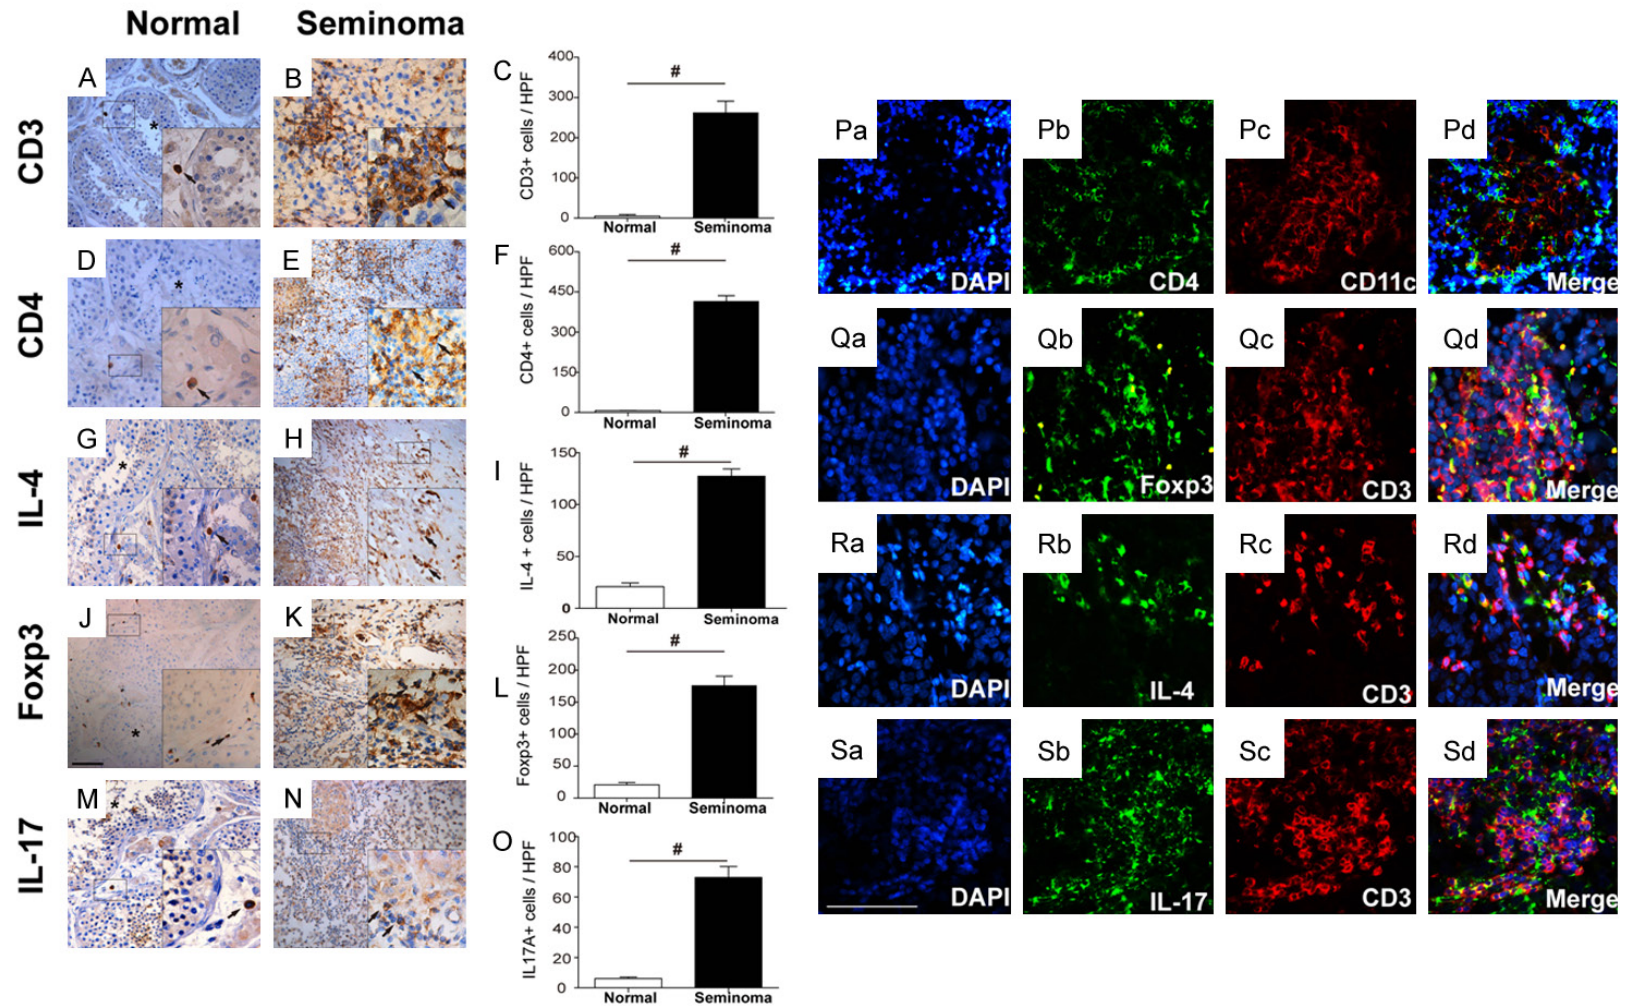 Normal Seminoma
CD3
A
B
C
CD3+ cells / HPF
400
300
200
100
0
#
Normal Seminoma
CD4
D
E
F
CD4+ cells / HPF
600
450
300
150
0
#
Normal Seminoma
IL-4
G
H
I
IL-4 + cells / HPF
150
100
50
0
#
Normal Seminoma
Foxp3
J
K
L
Foxp3+ cells / HPF
250
200
150
100
50
0
#
Normal Seminoma
IL-17
M
N
O
IL17A+ cells / HPF
100
80
60
40
20
0
#
Normal Seminoma
Pa Pb Pc Pd
DAPI CD4 CD11c Merge
Qa Qb Qc Qd
DAPI Foxp3 CD3 Merge
Ra Rb Rc Rd
DAPI IL-4 CD3 Merge
Sa Sb Sc Sd
DAPI IL-17 CD3 Merge